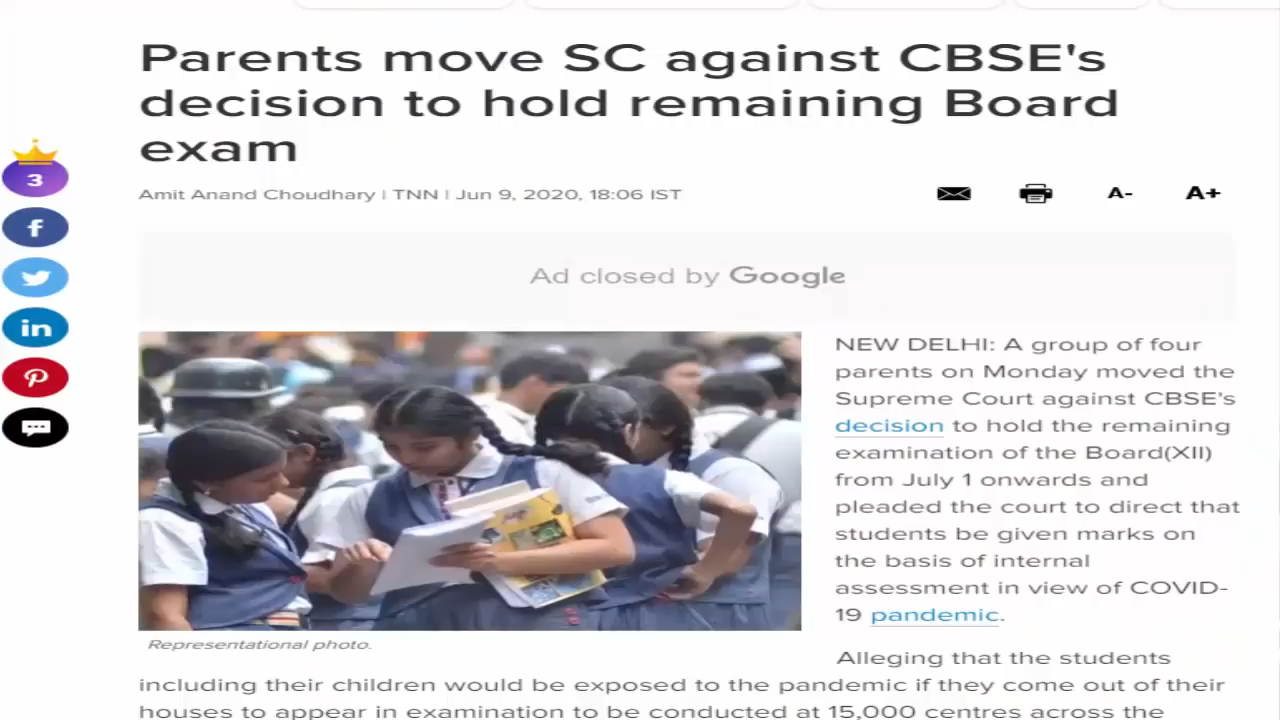 Parents move SC against CBSE's
decision to hold remaining Board
exam
3
Amit Anand Choudhary | TNN | Jun 9, 2020, 18:06 IST
A-
A+
f
in
Ad closed by Google
NEW DELHI: A group of four
parents on Monday moved the
Supreme Court against CBSE's
decision to hold the remaining
examination of the Board(XII)
from July 1 onwards and
pleaded the court to direct that
students be given marks on
the basis of internal
assessment in view of COVID-
19 pandemic.
Representational photo.
Alleging that the students
including their children would be exposed to the pandemic if they come out of their
houses to appear in examination to be conducted at 15,000 centres across the